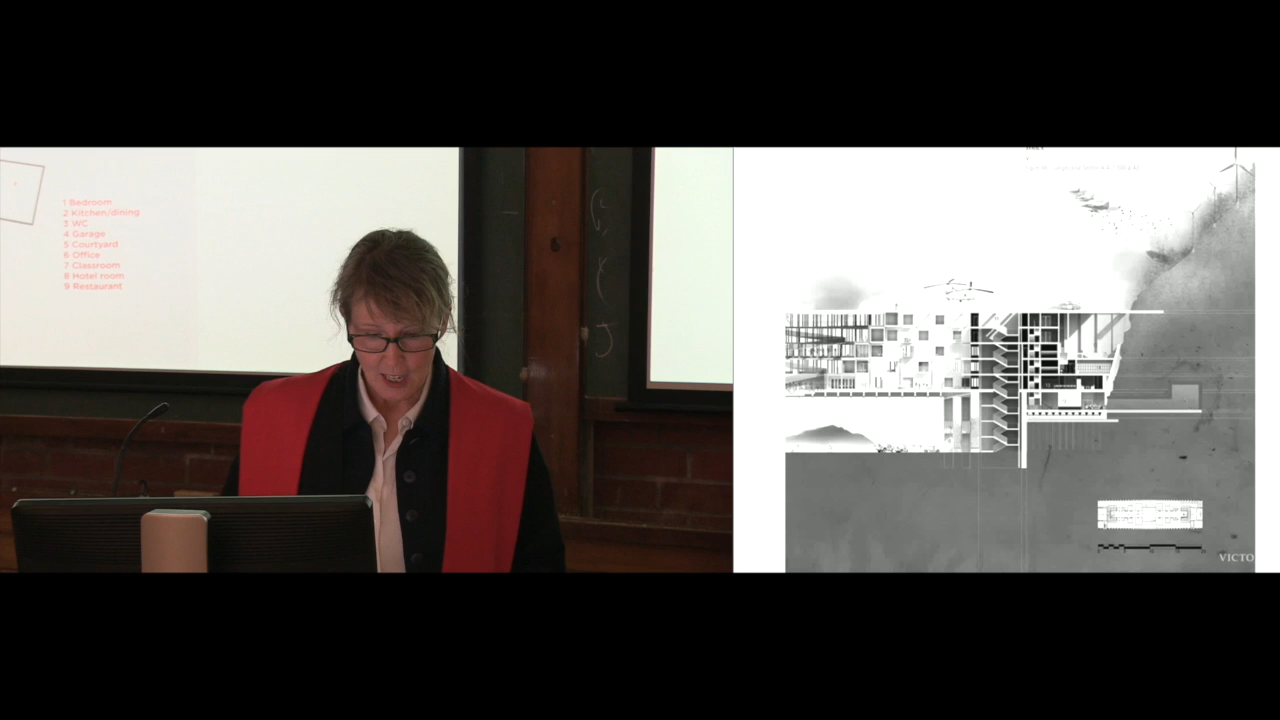 1 Bedroom
2 Kitchen/dining
3 WC
4 Garage
5 Courtyard
6 Office
7 Classroom
8 Hotel room
9 Restaurant
VICTO